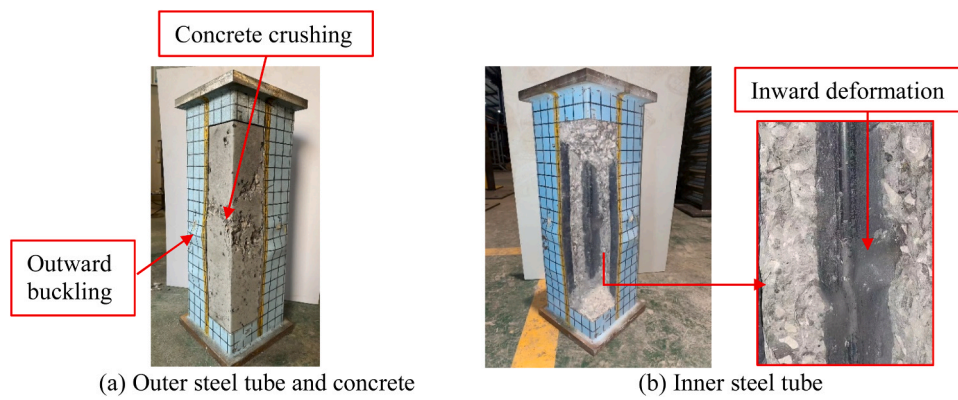 Concrete crushing
Outward
buckling
(a) Outer steel tube and concrete
Inward deformation
(b) Inner steel tube